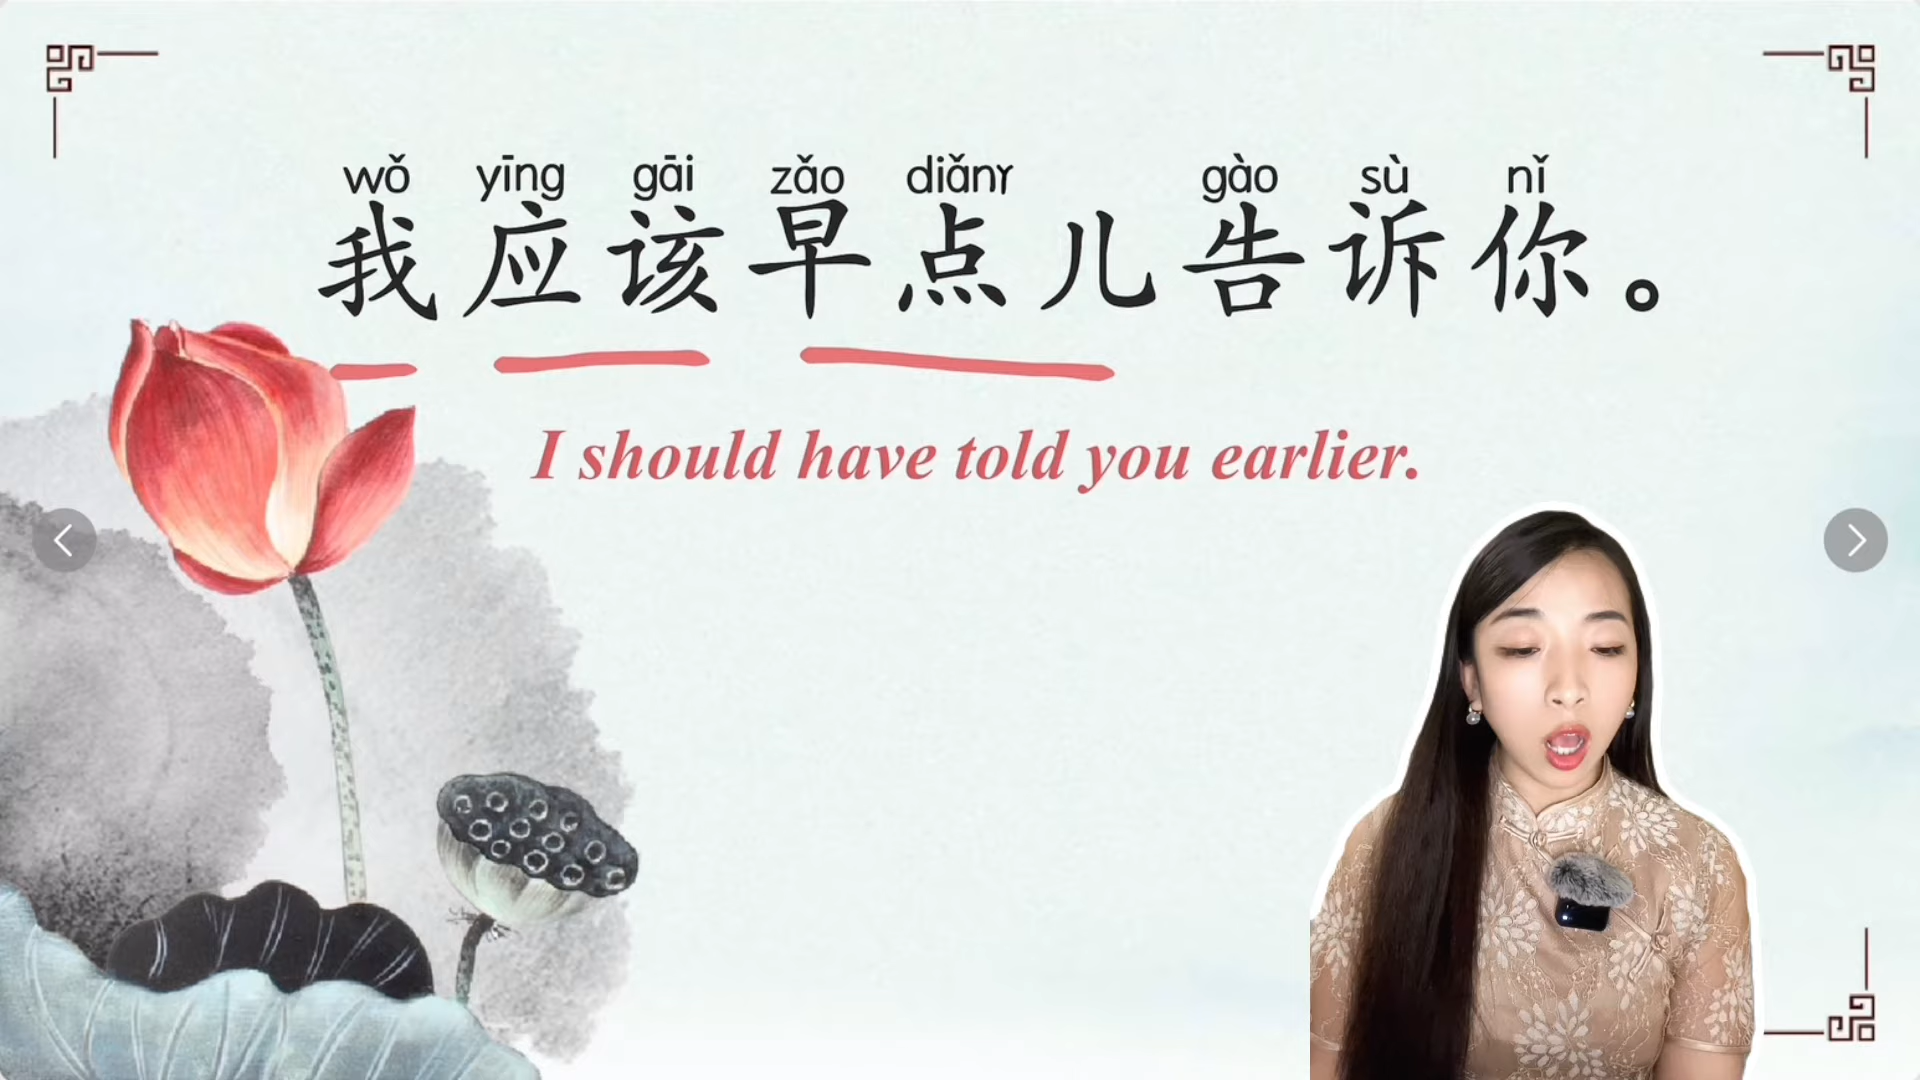 wǒ yīng gāi zǎo diǎnr gào sù nǐ
我应该早点儿告诉你。
I should have told you earlier.